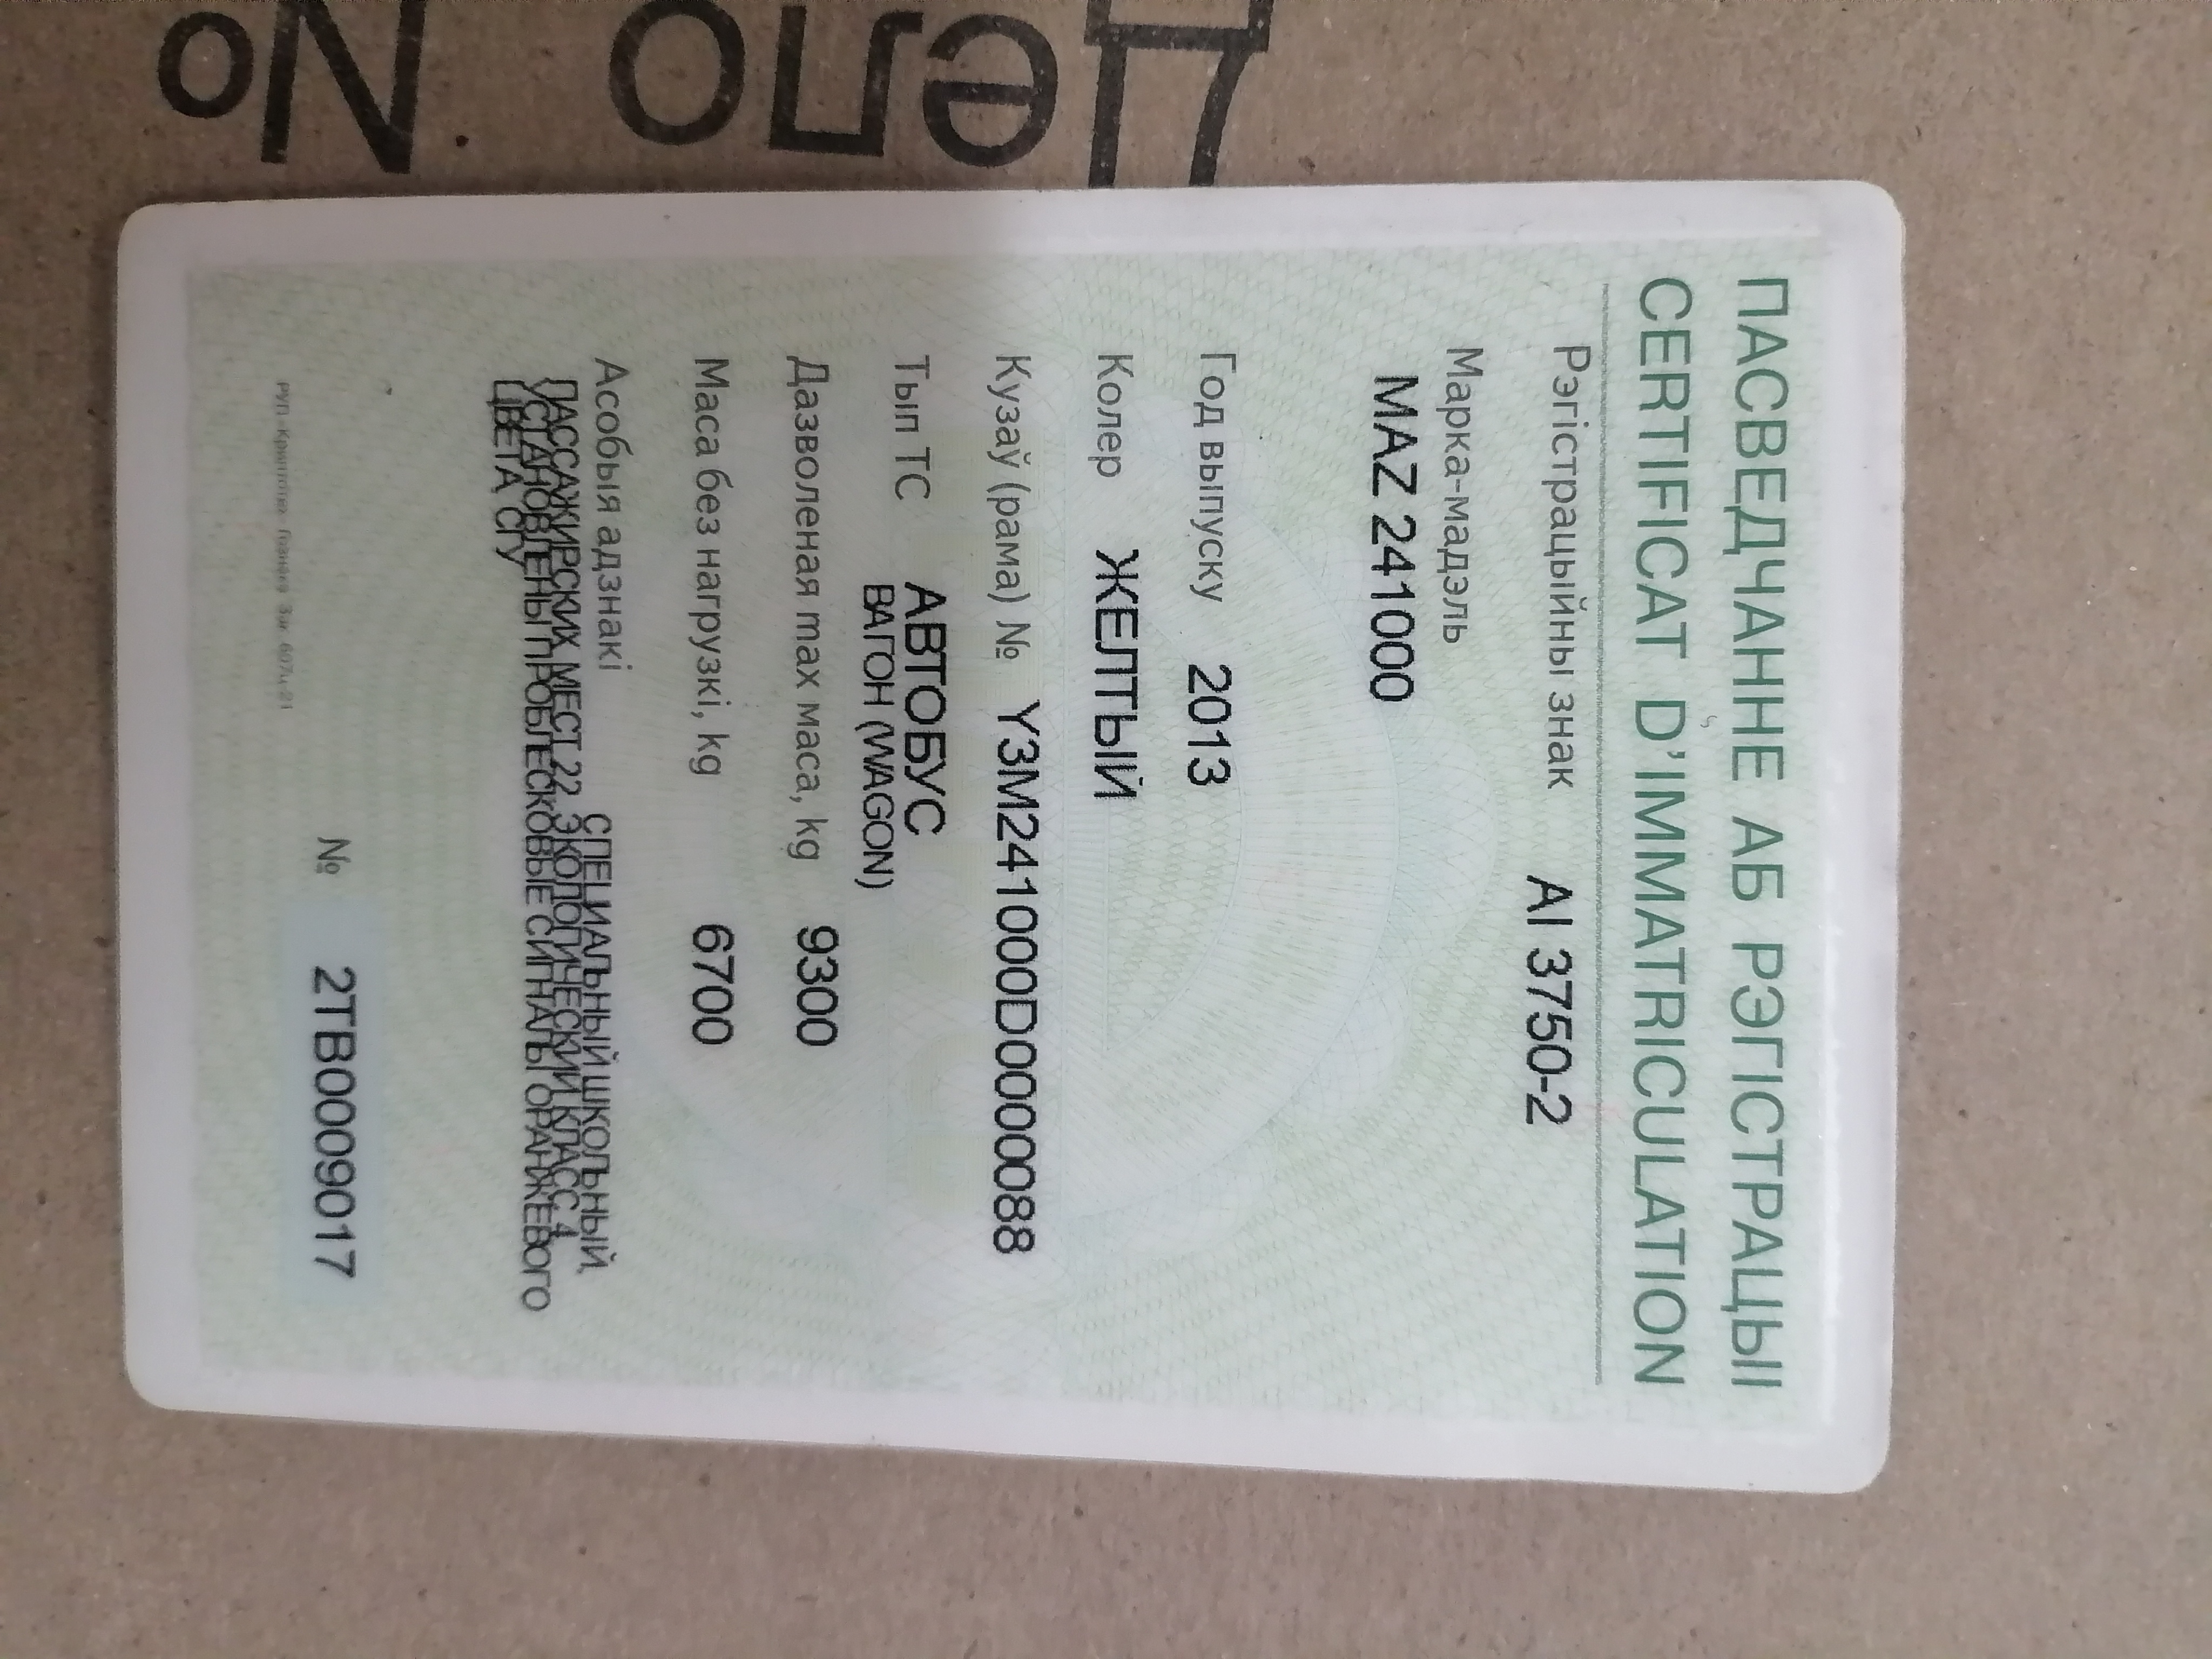 Дело №
ПАСВЕДЧАННЕ АБ РЭГІСТРАЦЫІ
CERTIFICAT D'IMMATRICULATION
Рэгістрацыйны знак AI 3750-2
Марка-мадэль
MAZ 241000
Год выпуску 2013
Колер ЖЕЛТЫЙ
Кузаў (рама) № Y3M241000D0000088
Тып ТС АВТОБУС
ВАГОН (WAGON)
Дазволеная max маса, kg 9300
Маса без нагрузкі, kg 6700
Асобыя адзнакі СПЕЦИАЛЬНЫЙ ШКОЛЬНЫЙ,
ПАССАЖИРСКИХ МЕСТ 22, ЭКОЛОГИЧЕСКИЙ КЛАСС 4,
УСТАНОВЛЕНЫ ПРОБЛЕСКОВЫЕ СИГНАЛЫ ОРАНЖЕВОГО
ЦВЕТА СГУ
№ 2TB0009017